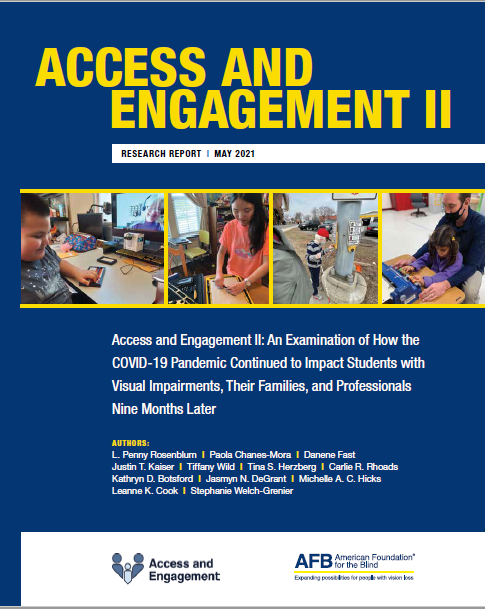 ACCESS AND
ENGAGEMENT II
RESEARCH REPORT | MAY 2021
Access and Engagement II: An Examination of How the
COVID-19 Pandemic Continued to Impact Students with
Visual Impairments, Their Families, and Professionals
Nine Months Later
AUTHORS:
L. Penny Rosenblum | Paola Chanes-Mora | Danene Fast
Justin T. Kaiser | Tiffany Wild | Tina S. Herzberg | Carlie R. Rhoads
Kathryn D. Botsford | Jasmyn N. DeGrant | Michelle A. C. Hicks
Leanne K. Cook | Stephanie Welch-Grenier
Access and
Engagement
AFB American Foundation®
for the Blind
Expanding possibilities for people with vision loss